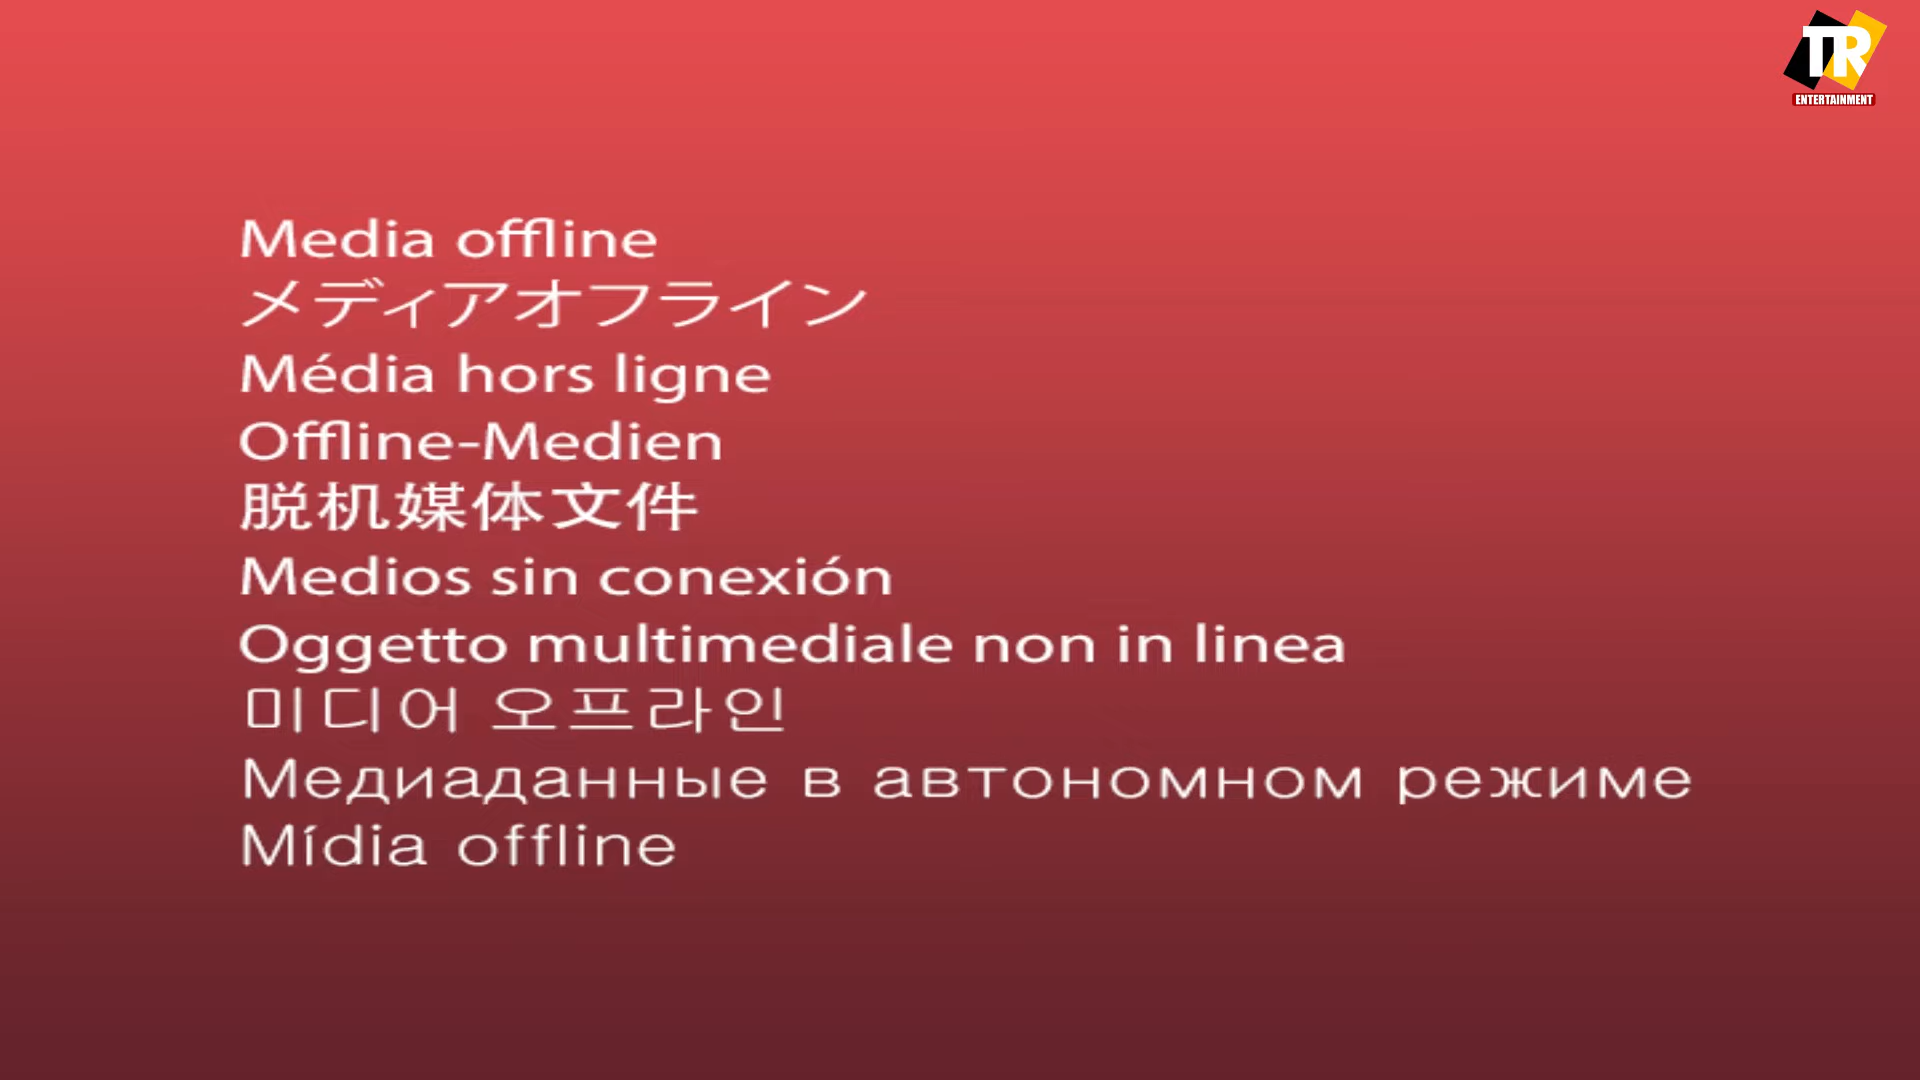 TR
ENTERTAINMENT
Media offline
メディアオフライン
Média hors ligne
Offline-Medien
脱机媒体文件
Medios sin conexión
Oggetto multimediale non in linea
미디어 오프라인
Медиаданные в автономном режиме
Mídia offline